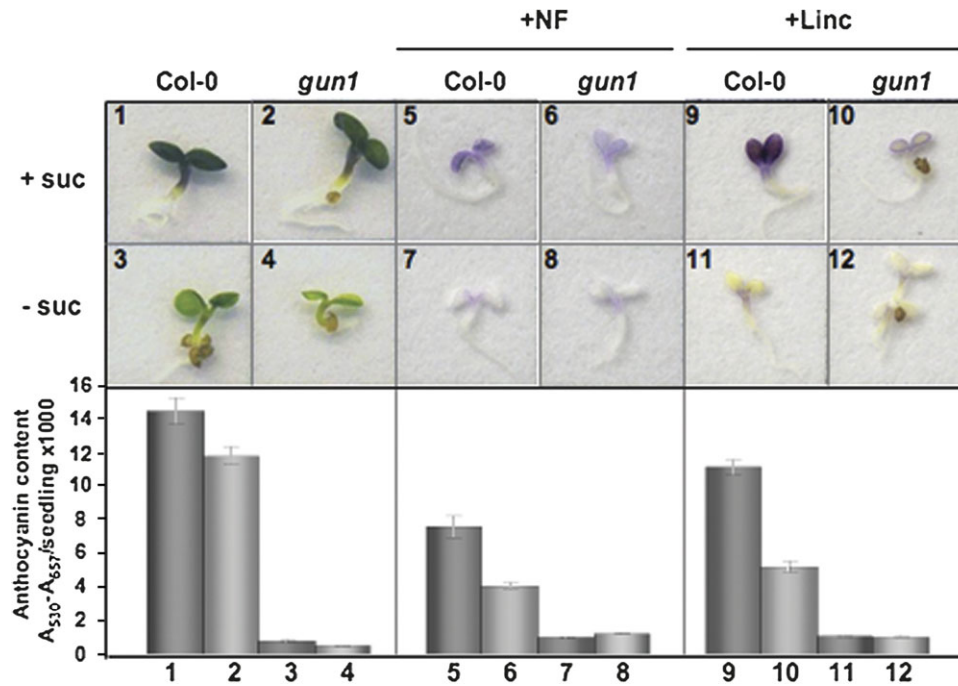 +NF +Linc
Col-0 gun1 Col-0 gun1 Col-0 gun1
1 2 5 6 9 10
+ suc
3 4 7 8 11 12
- suc
Anthocyanin content
A530-A657/seedling x1000
16
14
12
10
8
6
4
2
0
1 2 3 4 5 6 7 8 9 10 11 12